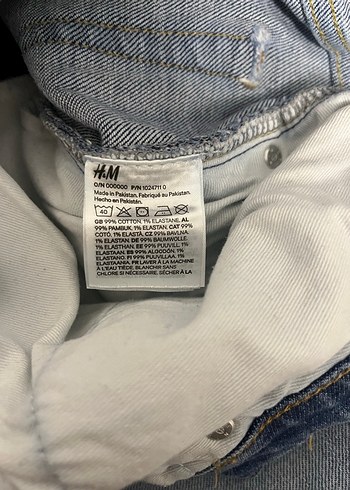 H&M
O/N 000000 P/N 1024711 0
Made in Pakistan. Fabriqué au Pakistan.
Hecho en Pakistán.
40
GB 99% COTTON, 1% ELASTANE. AL
99% PAMBUK, 1% ELASTAN. CAT 99%
COTÓ, 1% ELASTÀ. CZ 99% BAVLNA,
1% ELASTAN. DE 99% BAUMWOLLE,
1% ELASTHAN. EE 99% PUUVILL, 1%
ELASTAAN. ES 99% ALGODÓN, 1%
ELASTANO. FI 99% PUUVILLAA, 1%
ELASTAANIA. FR LAVER À LA MACHINE
À L'EAU TIÈDE. BLANCHIR SANS
CHLORE SI NÉCESSAIRE. SÉCHER À LA